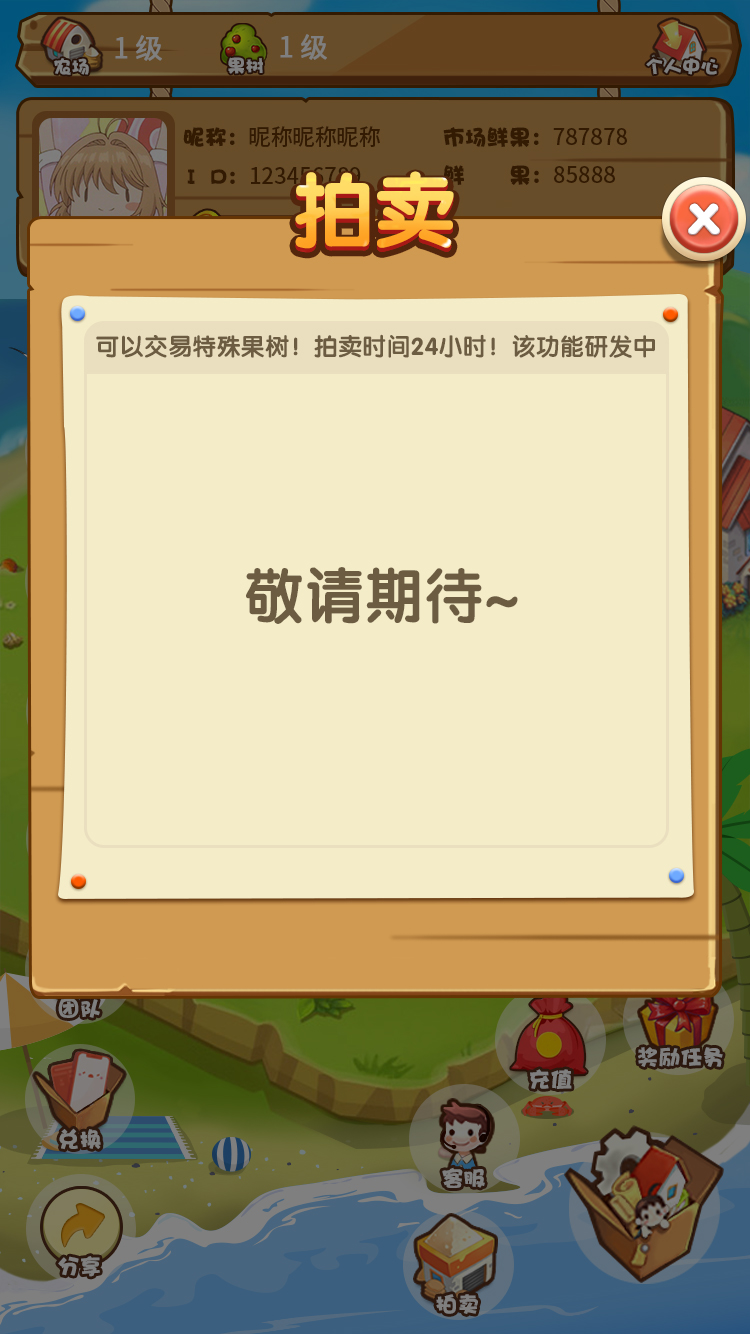 1级
1级
农场
果树
个人中心
昵称：昵称昵称昵称
市场鲜果：787878
ID：123456789
鲜果：85888
拍卖
可以交易特殊果树！拍卖时间24小时！该功能研发中
敬请期待~
团队
充值
奖励任务
兑换
客服
分享
拍卖